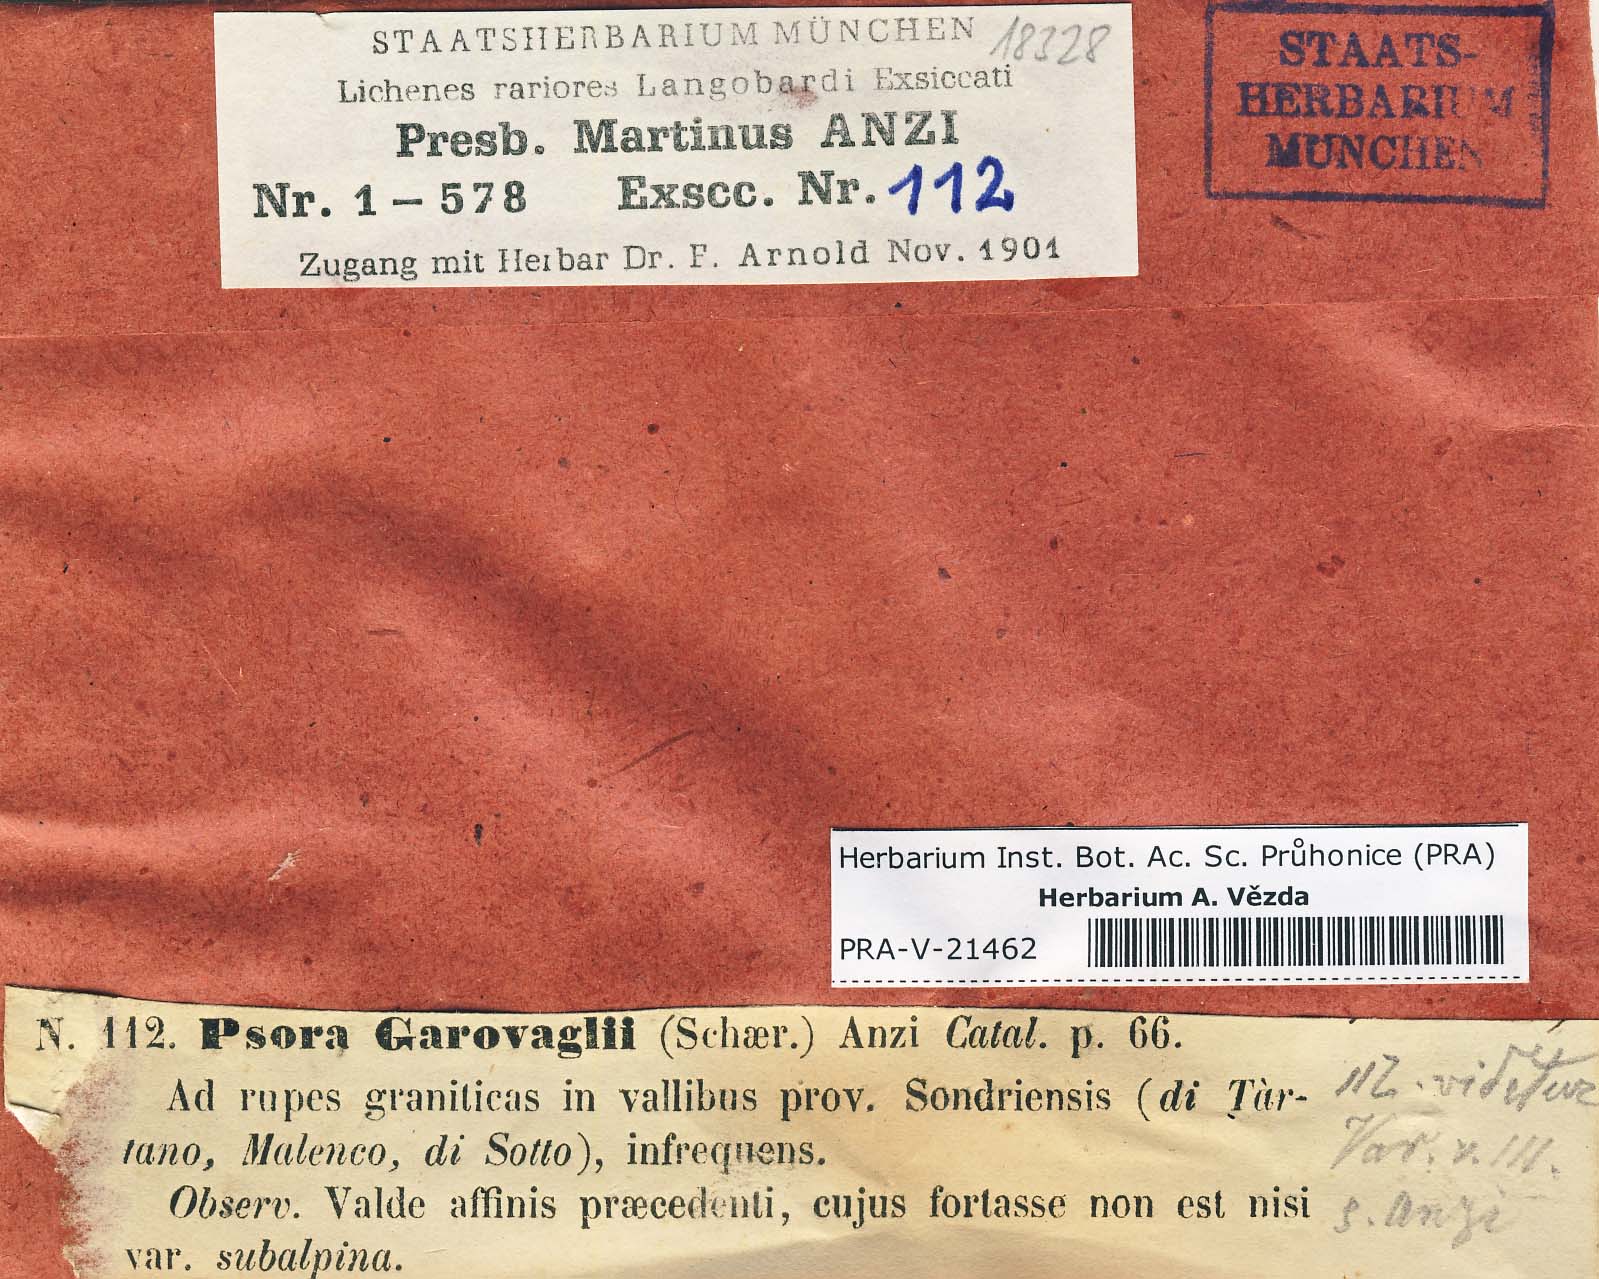 STAATSHERBARIUM MÜNCHEN 18328
Lichenes rariores Langobardi Exsiccati
Presb. Martinus ANZI
Nr. 1 – 578 Exscc. Nr. 112
Zugang mit Herbar Dr. F. Arnold Nov. 1901
STAATS-
HERBARIUM
MÜNCHEN
Herbarium Inst. Bot. Ac. Sc. Průhonice (PRA)
Herbarium A. Vězda
PRA-V-21462
N. 112. Psora Garovaglii (Schær.) Anzi Catal. p. 66.
Ad rupes graniticas in vallibus prov. Sondriensis (di Tàr-
tano, Malenco, di Sotto), infrequens.
Observ. Valde affinis præcedenti, cujus fortasse non est nisi
var. subalpina.
112. videtur
Var. v. 111.
s. Anzi